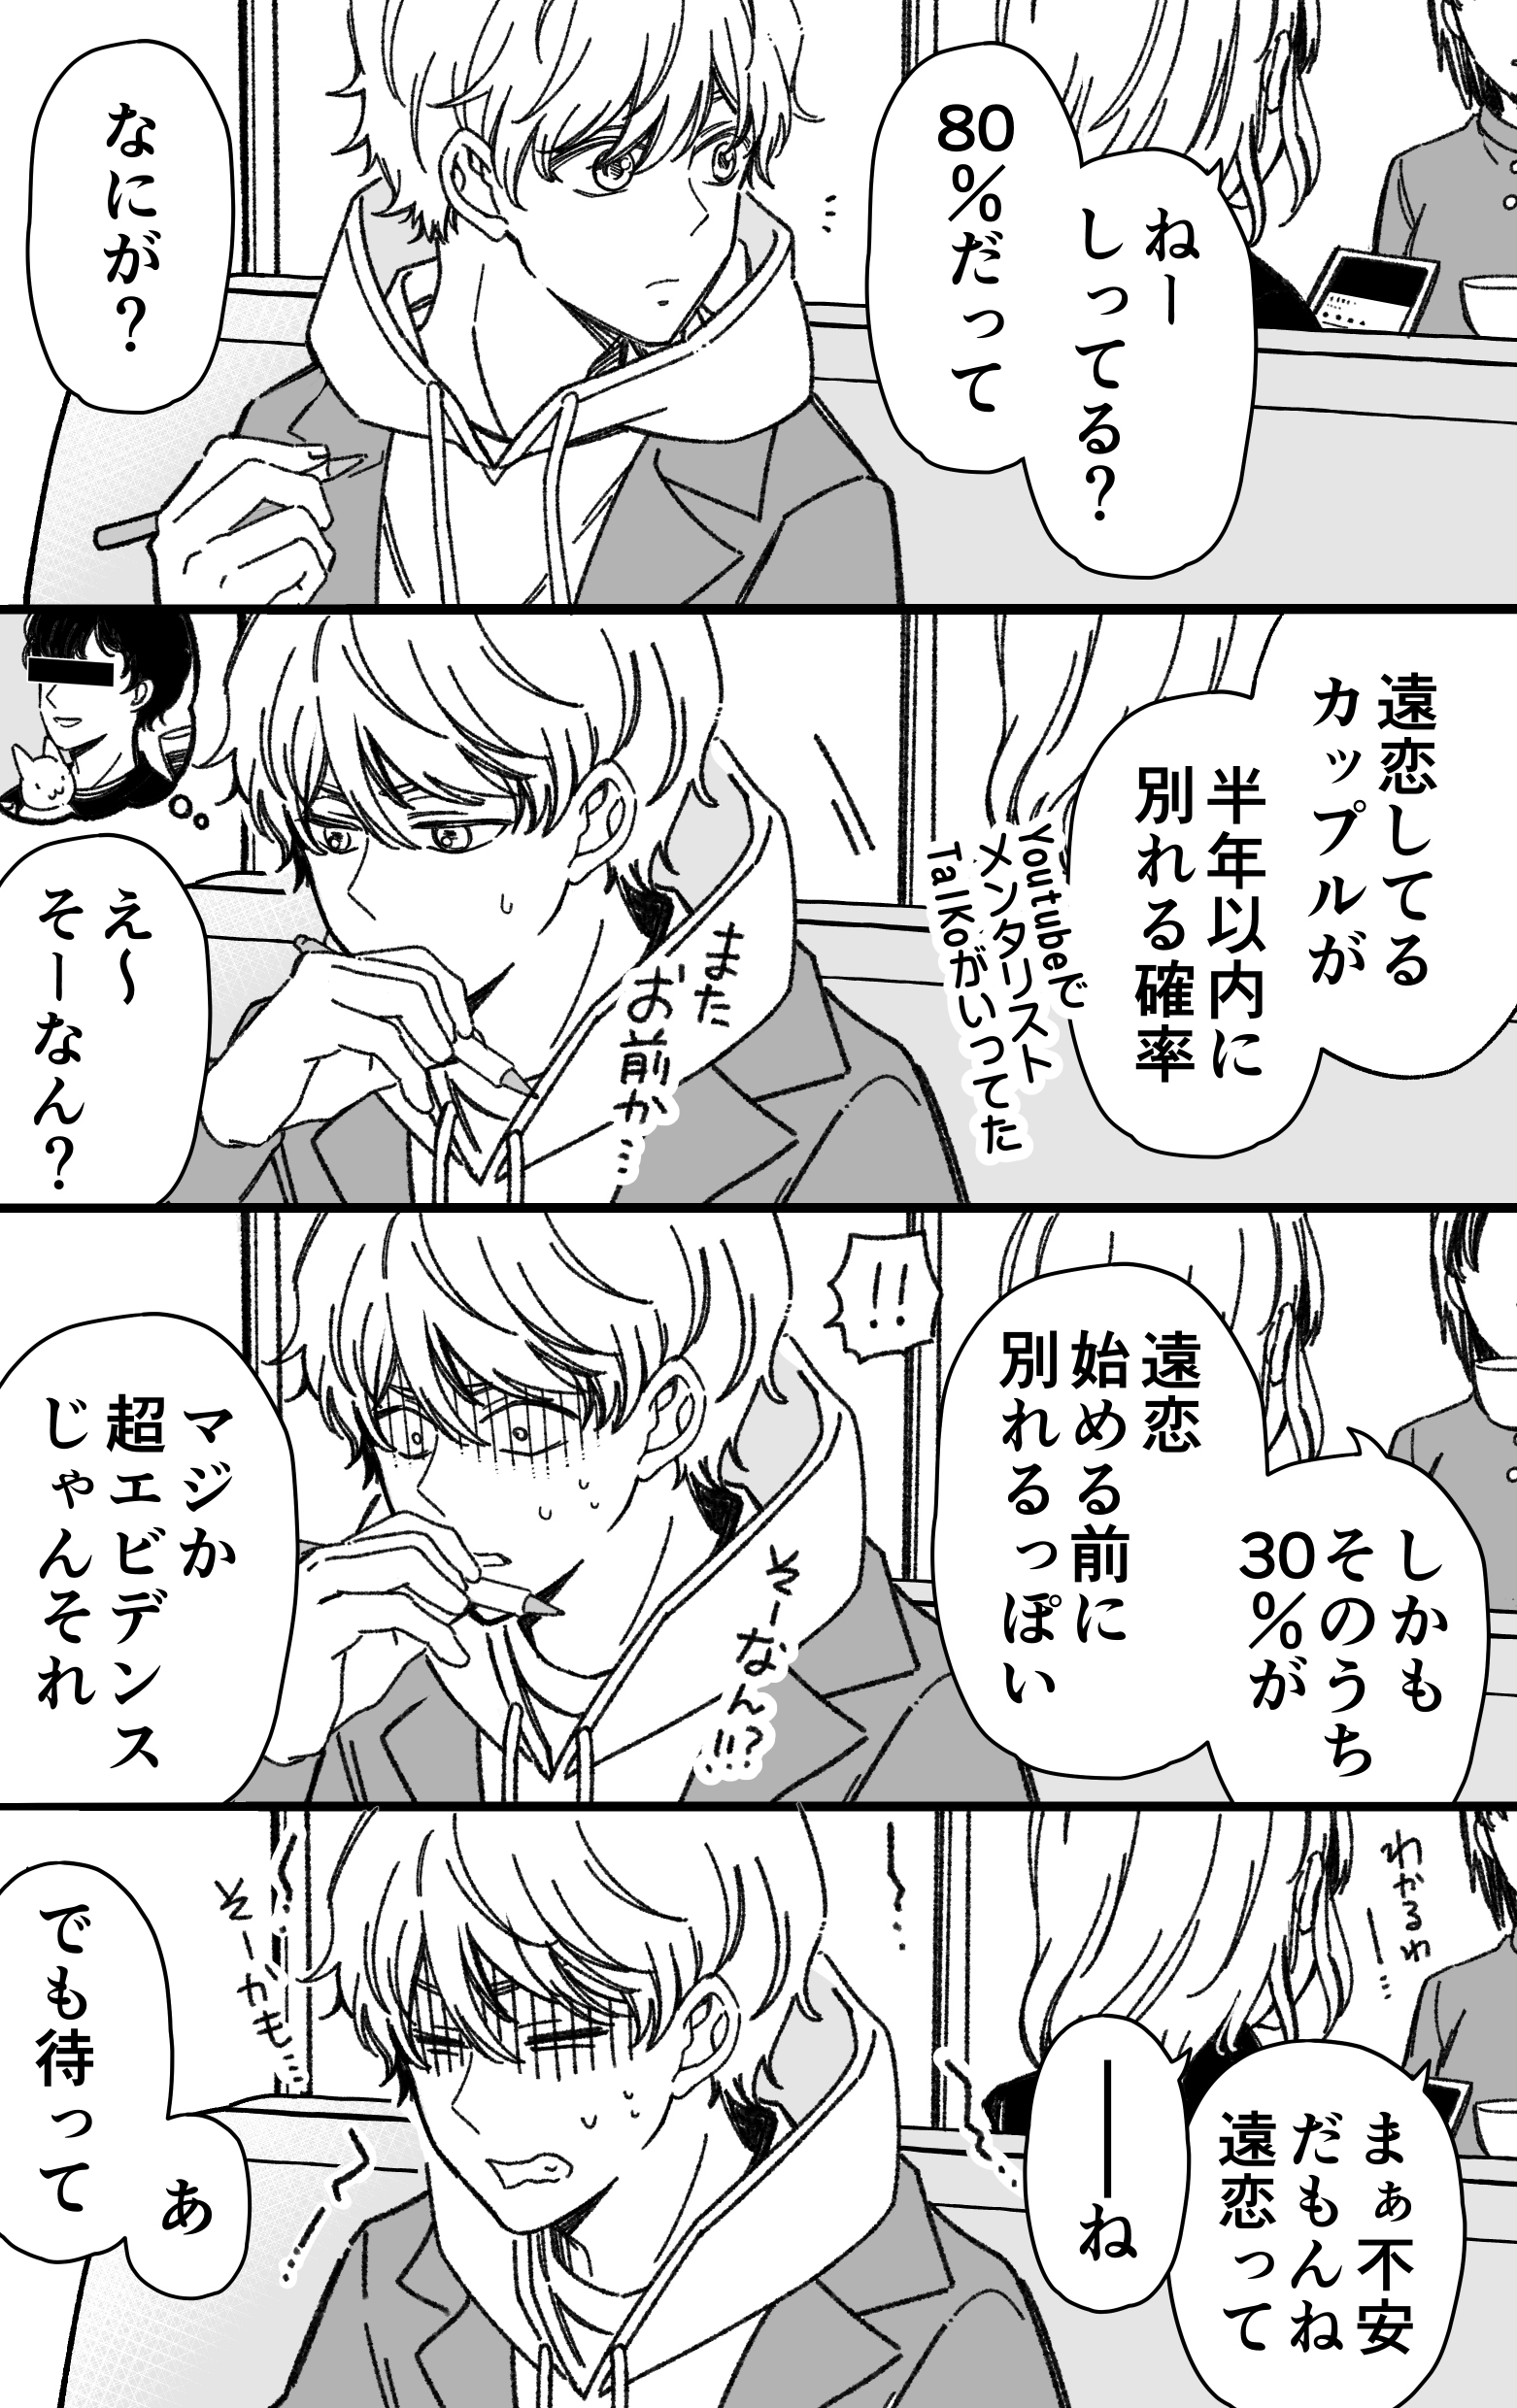 ねー
しってる?
80%だって
なにが?
遠恋してる
カップルが
半年以内に
別れる確率
Youtubeで
メンタリスト
Talkoがいってた
また
お前か…
え〜
そーなん?
しかも
そのうち
30%が
遠恋
始める前に
別れるっぽい
!!
そーなん!!?
マジか
超エビデンス
じゃんそれ
わかるわー…
まぁ不安
だもんね
遠恋って
――ね
そーかも…
あ
でも待って